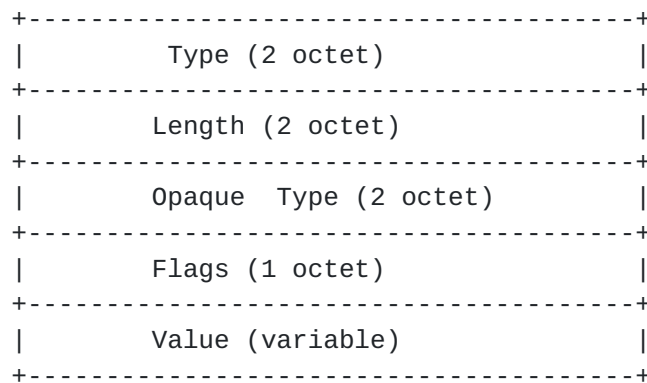 +---------------------------------------+
|          Type (2 octet)                |
+---------------------------------------+
|         Length (2 octet)               |
+---------------------------------------+
|         Opaque  Type (2 octet)         |
+---------------------------------------+
|         Flags (1 octet)                |
+---------------------------------------+
|         Value (variable)               |
+---------------------------------------+